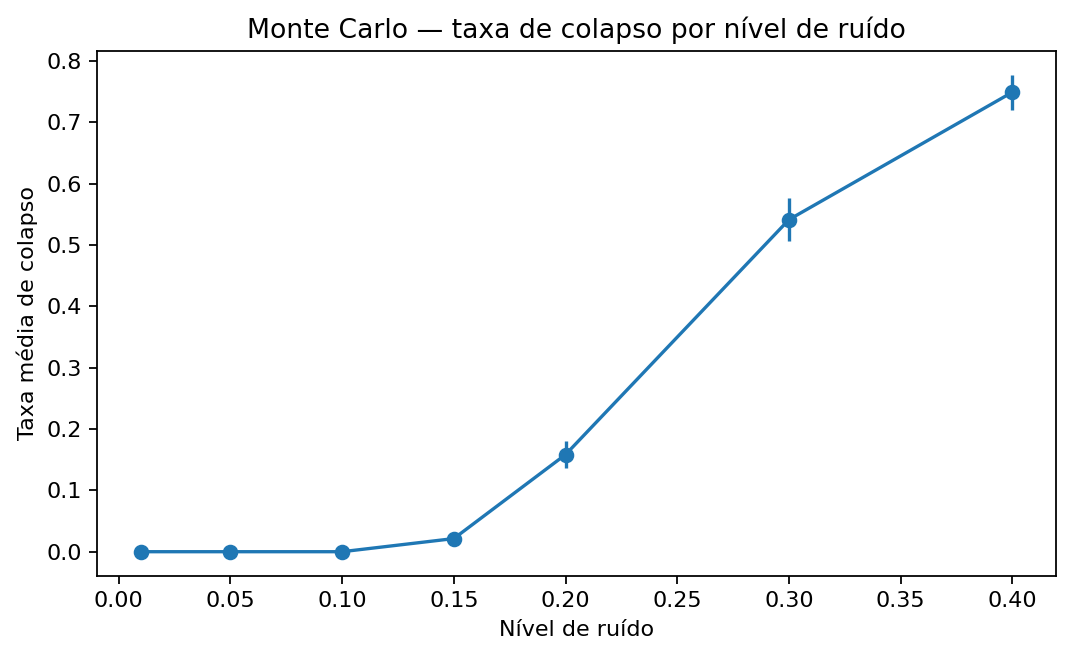 Monte Carlo — taxa de colapso por nível de ruído
Taxa média de colapso
0.8
0.7
0.6
0.5
0.4
0.3
0.2
0.1
0.0
0.00 0.05 0.10 0.15 0.20 0.25 0.30 0.35 0.40
Nível de ruído